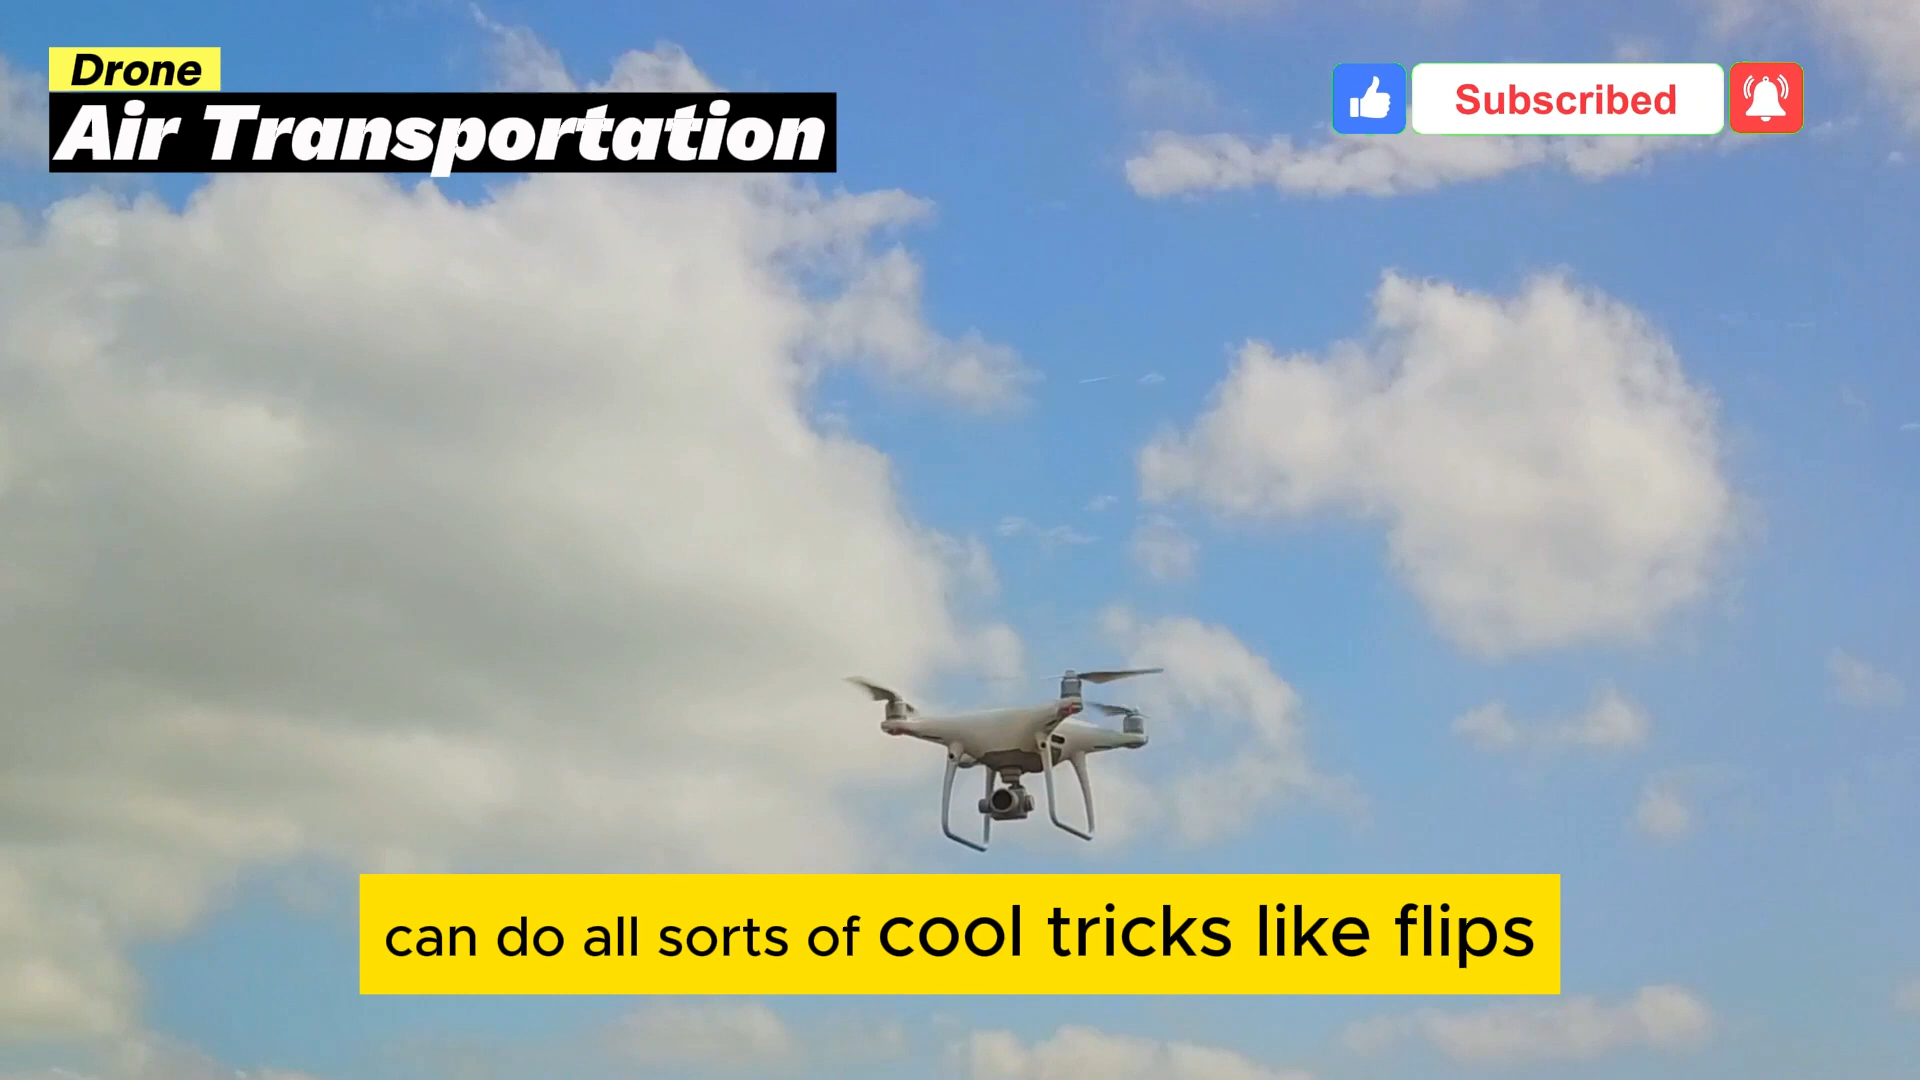 Drone
Air Transportation
Subscribed
can do all sorts of cool tricks like flips